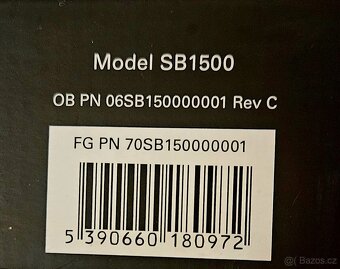 Model SB1500
OB PN 06SB150000001 Rev C
FG PN 70SB150000001
5 390660 180972
Bazos.cz